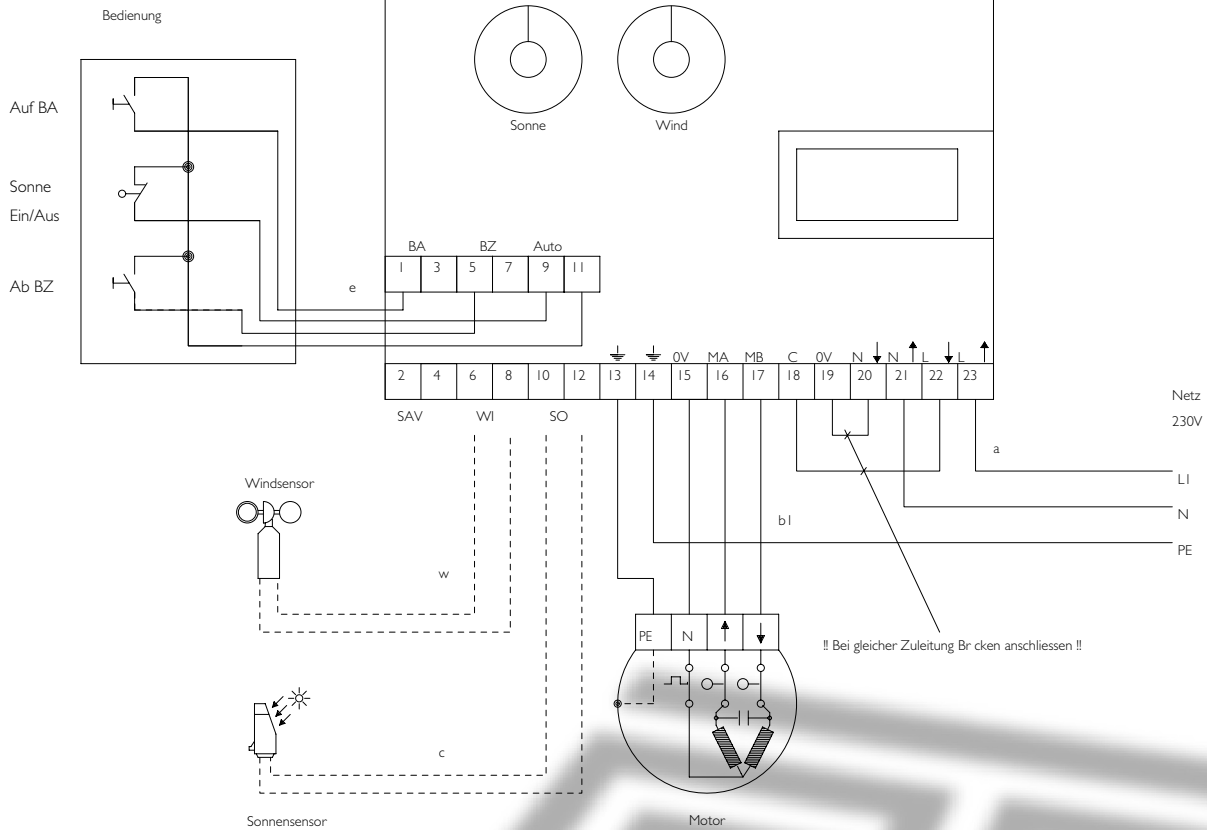 Bedienung
Sonne
Wind
Auf BA
Sonne
Ein/Aus
Ab BZ
BA BZ Auto
1 3 5 7 9 11
e
0V MA MB C 0V N N L L
2 4 6 8 10 12 13 14 15 16 17 18 19 20 21 22 23
SAV WI SO
Netz
230V
a
L1
N
PE
Windsensor
b1
w
PE N
!! Bei gleicher Zuleitung Br cken anschliessen !!
c
Sonnensensor
Motor